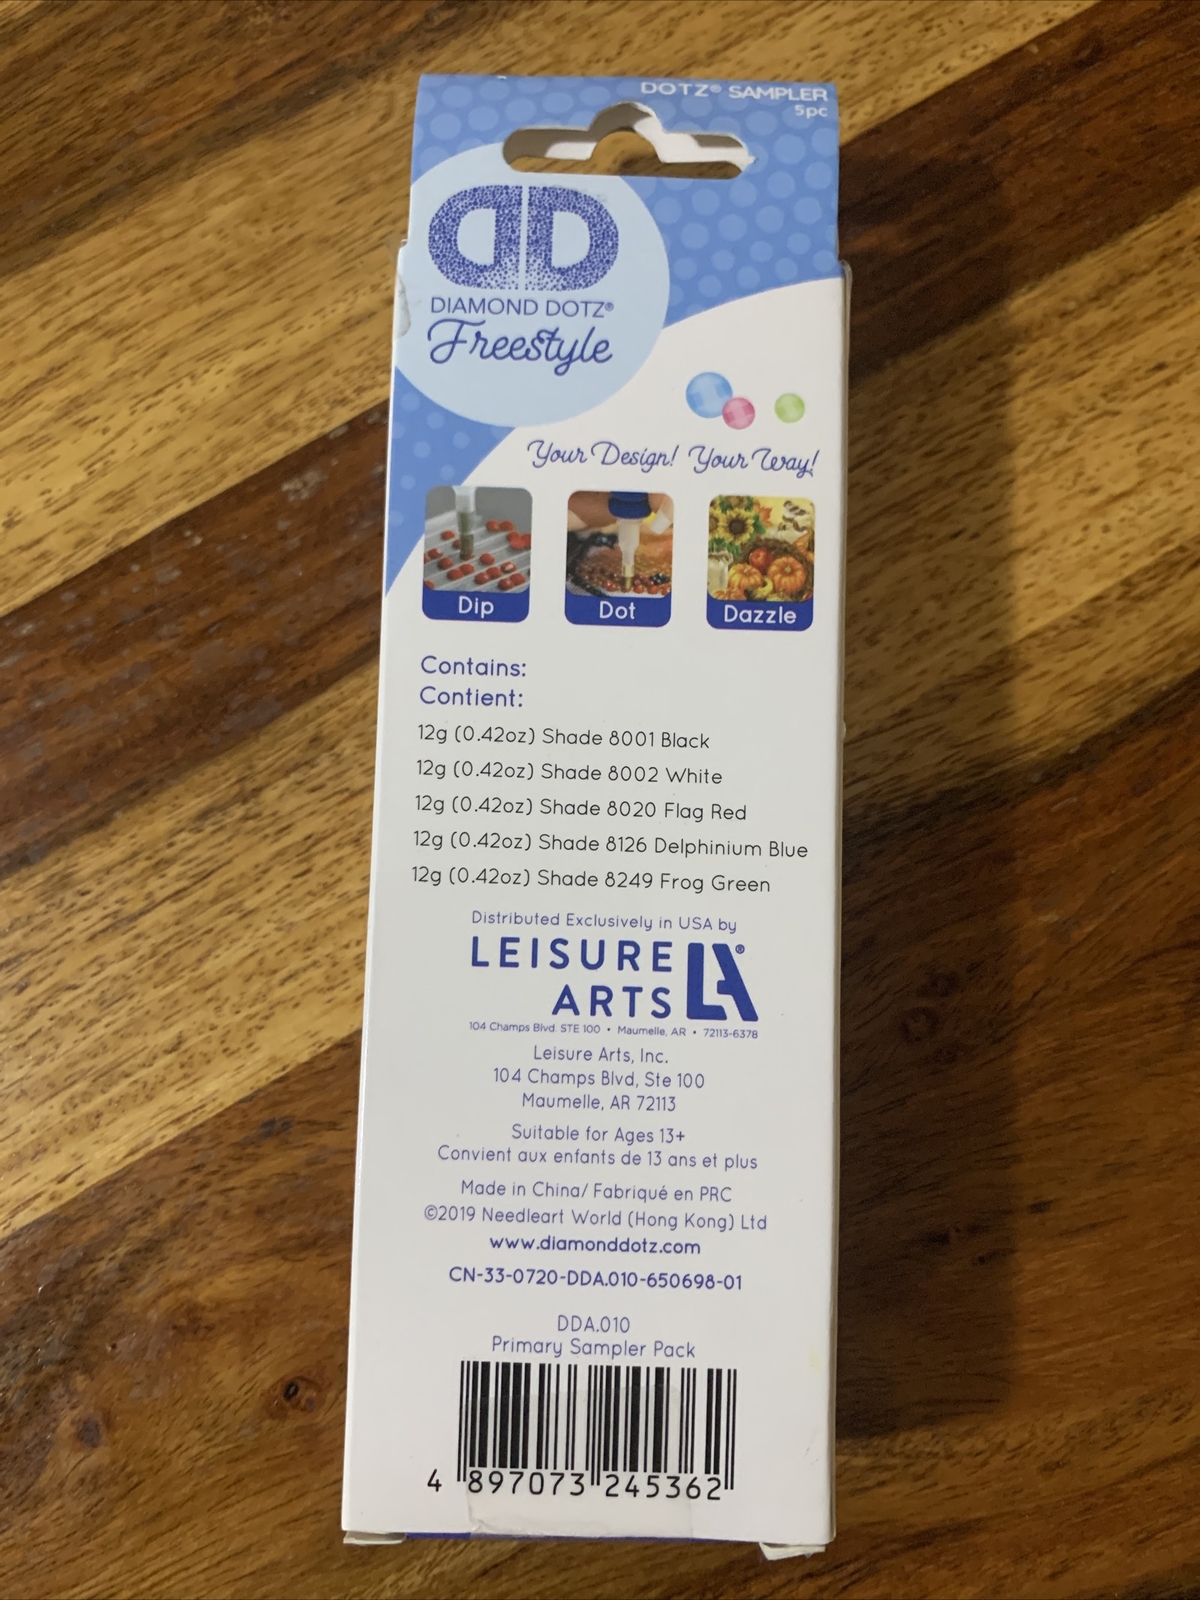 DOTZ® SAMPLER
5pc
DIAMOND DOTZ®
Freestyle
Your Design! Your Way!
Dip
Dot
Dazzle
Contains:
Contient:
12g (0.42oz) Shade 8001 Black
12g (0.42oz) Shade 8002 White
12g (0.42oz) Shade 8020 Flag Red
12g (0.42oz) Shade 8126 Delphinium Blue
12g (0.42oz) Shade 8249 Frog Green
Distributed Exclusively in USA by
LEISURE
ARTS
LA®
104 Champs Blvd. STE 100 • Maumelle, AR • 72113-6378
Leisure Arts, Inc.
104 Champs Blvd, Ste 100
Maumelle, AR 72113
Suitable for Ages 13+
Convient aux enfants de 13 ans et plus
Made in China/ Fabriqué en PRC
©2019 Needleart World (Hong Kong) Ltd
www.diamonddotz.com
CN-33-0720-DDA.010-650698-01
DDA.010
Primary Sampler Pack
4 897073 245362